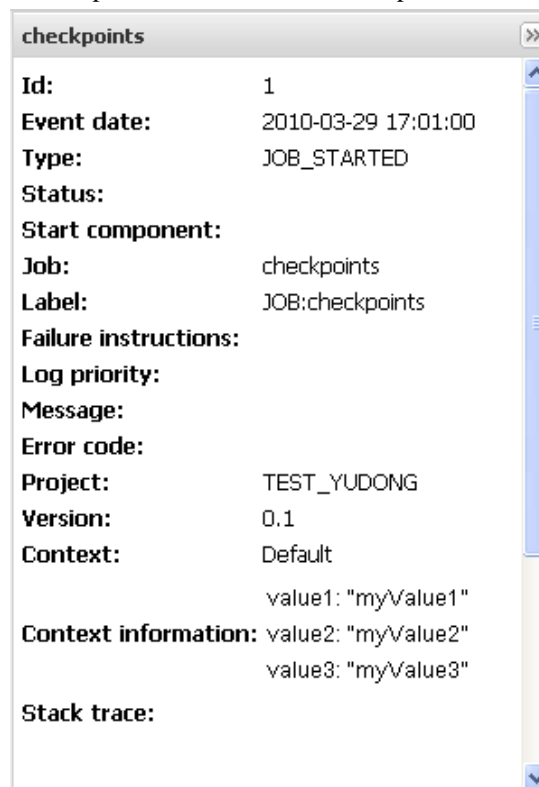 checkpoints
Id: 1
Event date: 2010-03-29 17:01:00
Type: JOB_STARTED
Status:
Start component:
Job: checkpoints
Label: JOB:checkpoints
Failure instructions:
Log priority:
Message:
Error code:
Project: TEST_YUDONG
Version: 0.1
Context: Default
value1: "myValue1"
Context information: value2: "myValue2"
value3: "myValue3"
Stack trace: